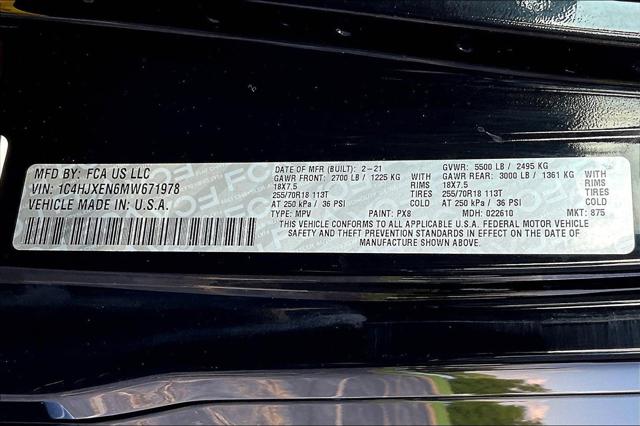 MFD BY: FCA US LLC
VIN: 1C4HJXEN6MW671978
VEHICLE MADE IN: U.S.A.
DATE OF MFR (BUILT): 2-21 GVWR: 5500 LB / 2495 KG
GAWR FRONT: 2700 LB / 1225 KG WITH GAWR REAR: 3000 LB / 1361 KG WITH
18X7.5 RIMS 18X7.5 RIMS
255/70R18 113T TIRES 255/70R18 113T TIRES
AT 250 kPa / 36 PSI COLD AT 250 kPa / 36 PSI COLD
TYPE: MPV PAINT: PX8 MDH: 022610 MKT: 875
THIS VEHICLE CONFORMS TO ALL APPLICABLE U.S.A. FEDERAL MOTOR VEHICLE
SAFETY AND THEFT PREVENTION STANDARDS IN EFFECT ON THE DATE OF
MANUFACTURE SHOWN ABOVE.